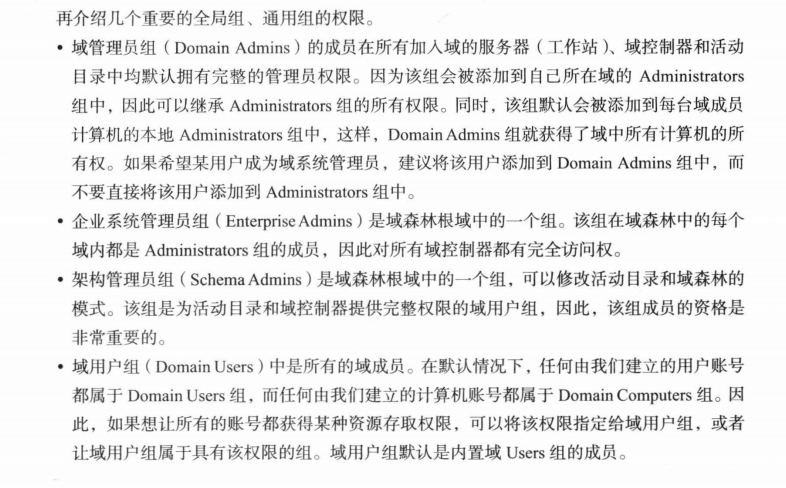 再介绍几个重要的全局组、通用组的权限。
• 域管理员组（Domain Admins）的成员在所有加入域的服务器（工作站）、域控制器和活动
目录中均默认拥有完整的管理员权限。因为该组会被添加到自己所在域的 Administrators
组中，因此可以继承 Administrators 组的所有权限。同时，该组默认会被添加到每台域成员
计算机的本地 Administrators 组中，这样，Domain Admins 组就获得了域中所有计算机的所
有权。如果希望某用户成为域系统管理员，建议将该用户添加到 Domain Admins 组中，而
不要直接将该用户添加到 Administrators 组中。
• 企业系统管理员组（Enterprise Admins）是域森林根域中的一个组。该组在域森林中的每个
域内都是 Administrators 组的成员，因此对所有域控制器都有完全访问权。
• 架构管理员组（Schema Admins）是域森林根域中的一个组，可以修改活动目录和域森林的
模式。该组是为活动目录和域控制器提供完整权限的域用户组，因此，该组成员的资格是
非常重要的。
• 域用户组（Domain Users）中是所有的域成员。在默认情况下，任何由我们建立的用户账号
都属于 Domain Users 组，而任何由我们建立的计算机账号都属于 Domain Computers 组。因
此，如果想让所有的账号都获得某种资源存取权限，可以将该权限指定给域用户组，或者
让域用户组属于具有该权限的组。域用户组默认是内置域 Users 组的成员。